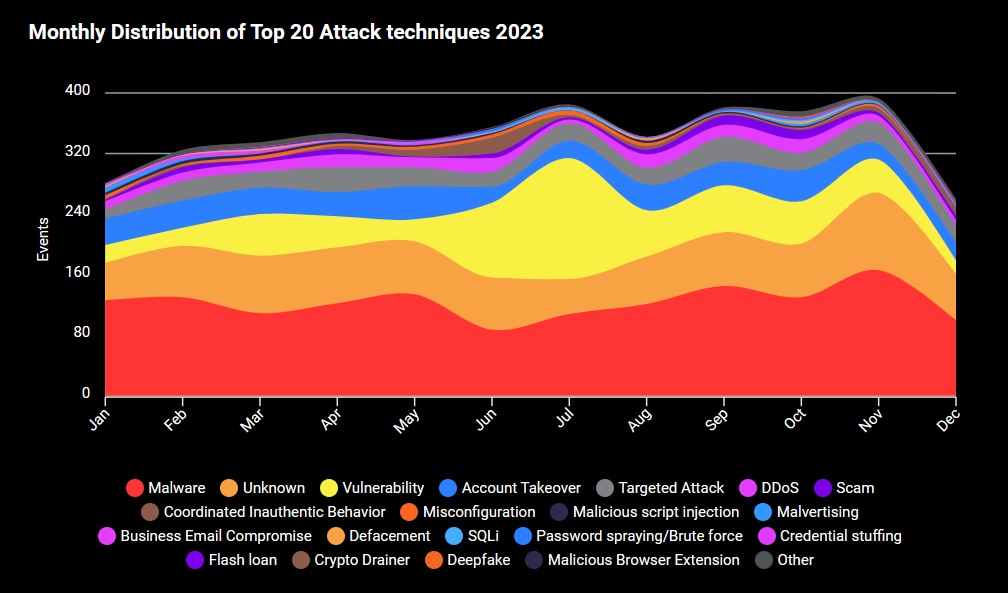 Monthly Distribution of Top 20 Attack techniques 2023
400
320
240
160
80
0
Events
Jan Feb Mar Apr May Jun Jul Aug Sep Oct Nov Dec
Malware Unknown Vulnerability Account Takeover Targeted Attack DDoS Scam
Coordinated Inauthentic Behavior Misconfiguration Malicious script injection Malvertising
Business Email Compromise Defacement SQLi Password spraying/Brute force Credential stuffing
Flash loan Crypto Drainer Deepfake Malicious Browser Extension Other